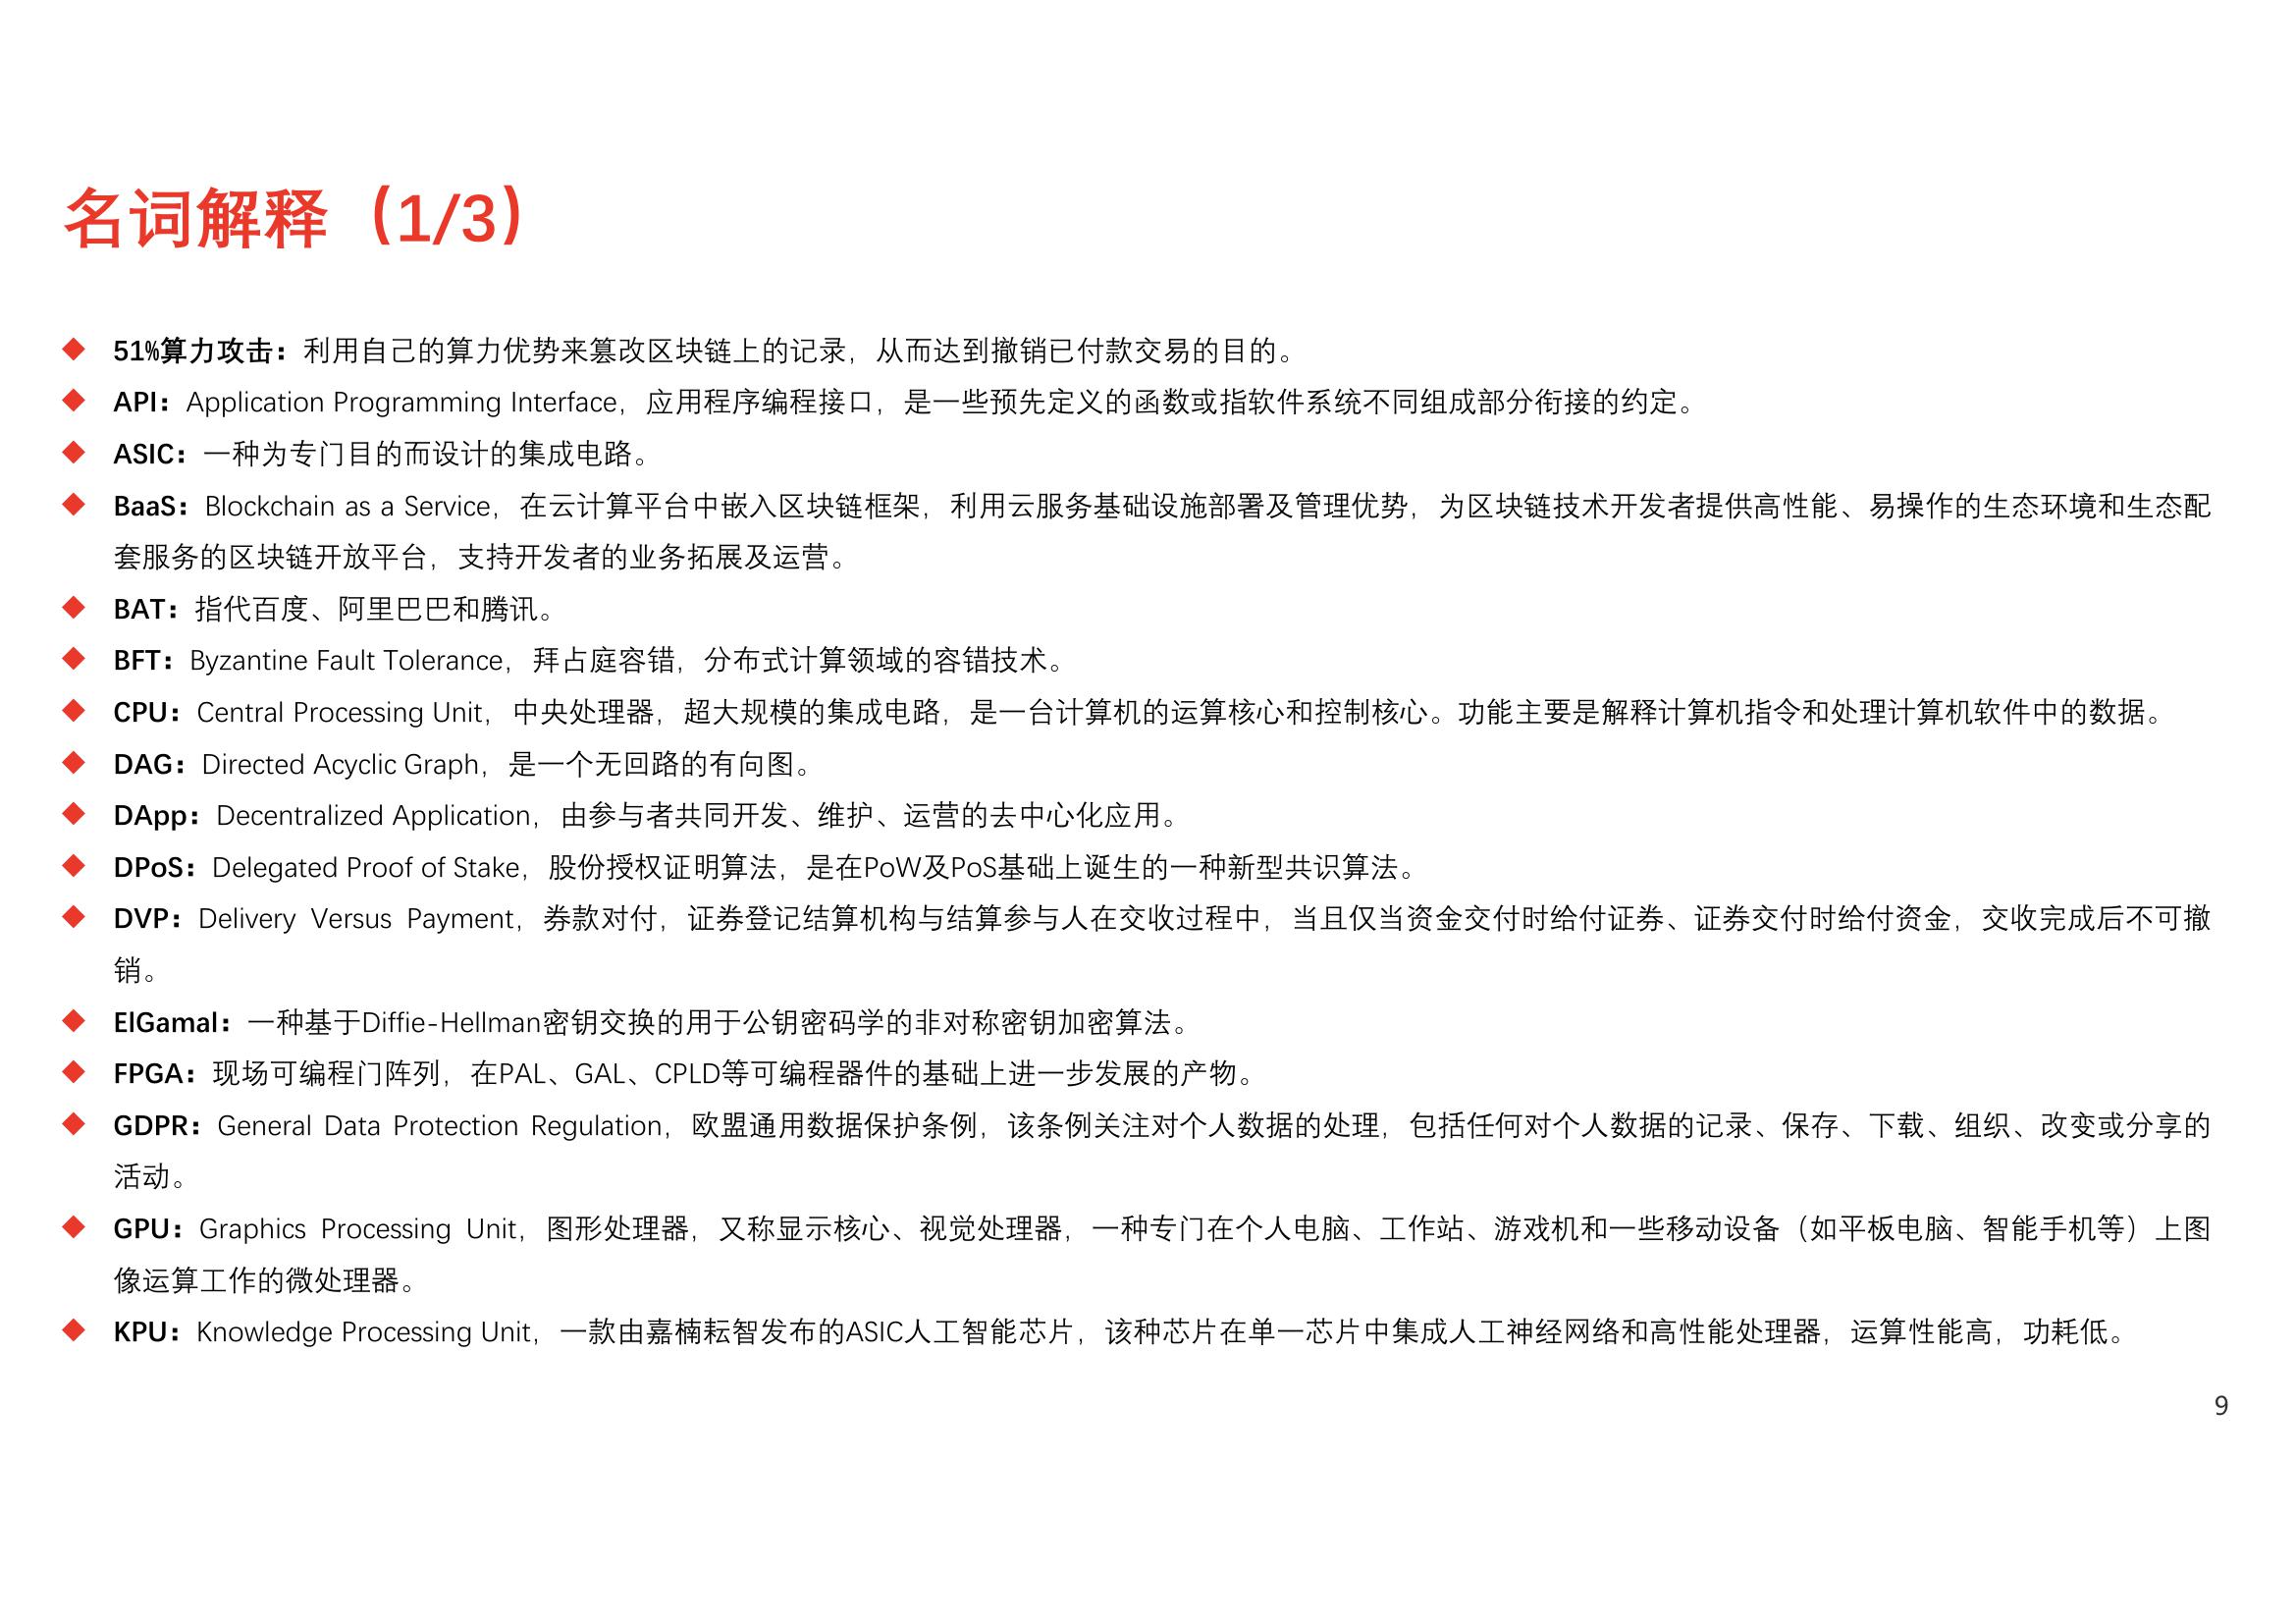 名词解释（1/3）
51%算力攻击：利用自己的算力优势来篡改区块链上的记录，从而达到撤销已付款交易的目的。
API：Application Programming Interface，应用程序编程接口，是一些预先定义的函数或指软件系统不同组成部分衔接的约定。
ASIC：一种为专门目的而设计的集成电路。
BaaS：Blockchain as a Service，在云计算平台中嵌入区块链框架，利用云服务基础设施部署及管理优势，为区块链技术开发者提供高性能、易操作的生态环境和生态配
套服务的区块链开放平台，支持开发者的业务拓展及运营。
BAT：指代百度、阿里巴巴和腾讯。
BFT：Byzantine Fault Tolerance，拜占庭容错，分布式计算领域的容错技术。
CPU：Central Processing Unit，中央处理器，超大规模的集成电路，是一台计算机的运算核心和控制核心。功能主要是解释计算机指令和处理计算机软件中的数据。
DAG：Directed Acyclic Graph，是一个无回路的有向图。
DApp：Decentralized Application，由参与者共同开发、维护、运营的去中心化应用。
DPoS：Delegated Proof of Stake，股份授权证明算法，是在PoW及PoS基础上诞生的一种新型共识算法。
DVP：Delivery Versus Payment，券款对付，证券登记结算机构与结算参与人在交收过程中，当且仅当资金交付时给付证券、证券交付时给付资金，交收完成后不可撤
销。
ElGamal：一种基于Diffie-Hellman密钥交换的用于公钥密码学的非对称密钥加密算法。
FPGA：现场可编程门阵列，在PAL、GAL、CPLD等可编程器件的基础上进一步发展的产物。
GDPR：General Data Protection Regulation，欧盟通用数据保护条例，该条例关注对个人数据的处理，包括任何对个人数据的记录、保存、下载、组织、改变或分享的
活动。
GPU：Graphics Processing Unit，图形处理器，又称显示核心、视觉处理器，一种专门在个人电脑、工作站、游戏机和一些移动设备（如平板电脑、智能手机等）上图
像运算工作的微处理器。
KPU：Knowledge Processing Unit，一款由嘉楠耘智发布的ASIC人工智能芯片，该种芯片在单一芯片中集成人工神经网络和高性能处理器，运算性能高，功耗低。
9